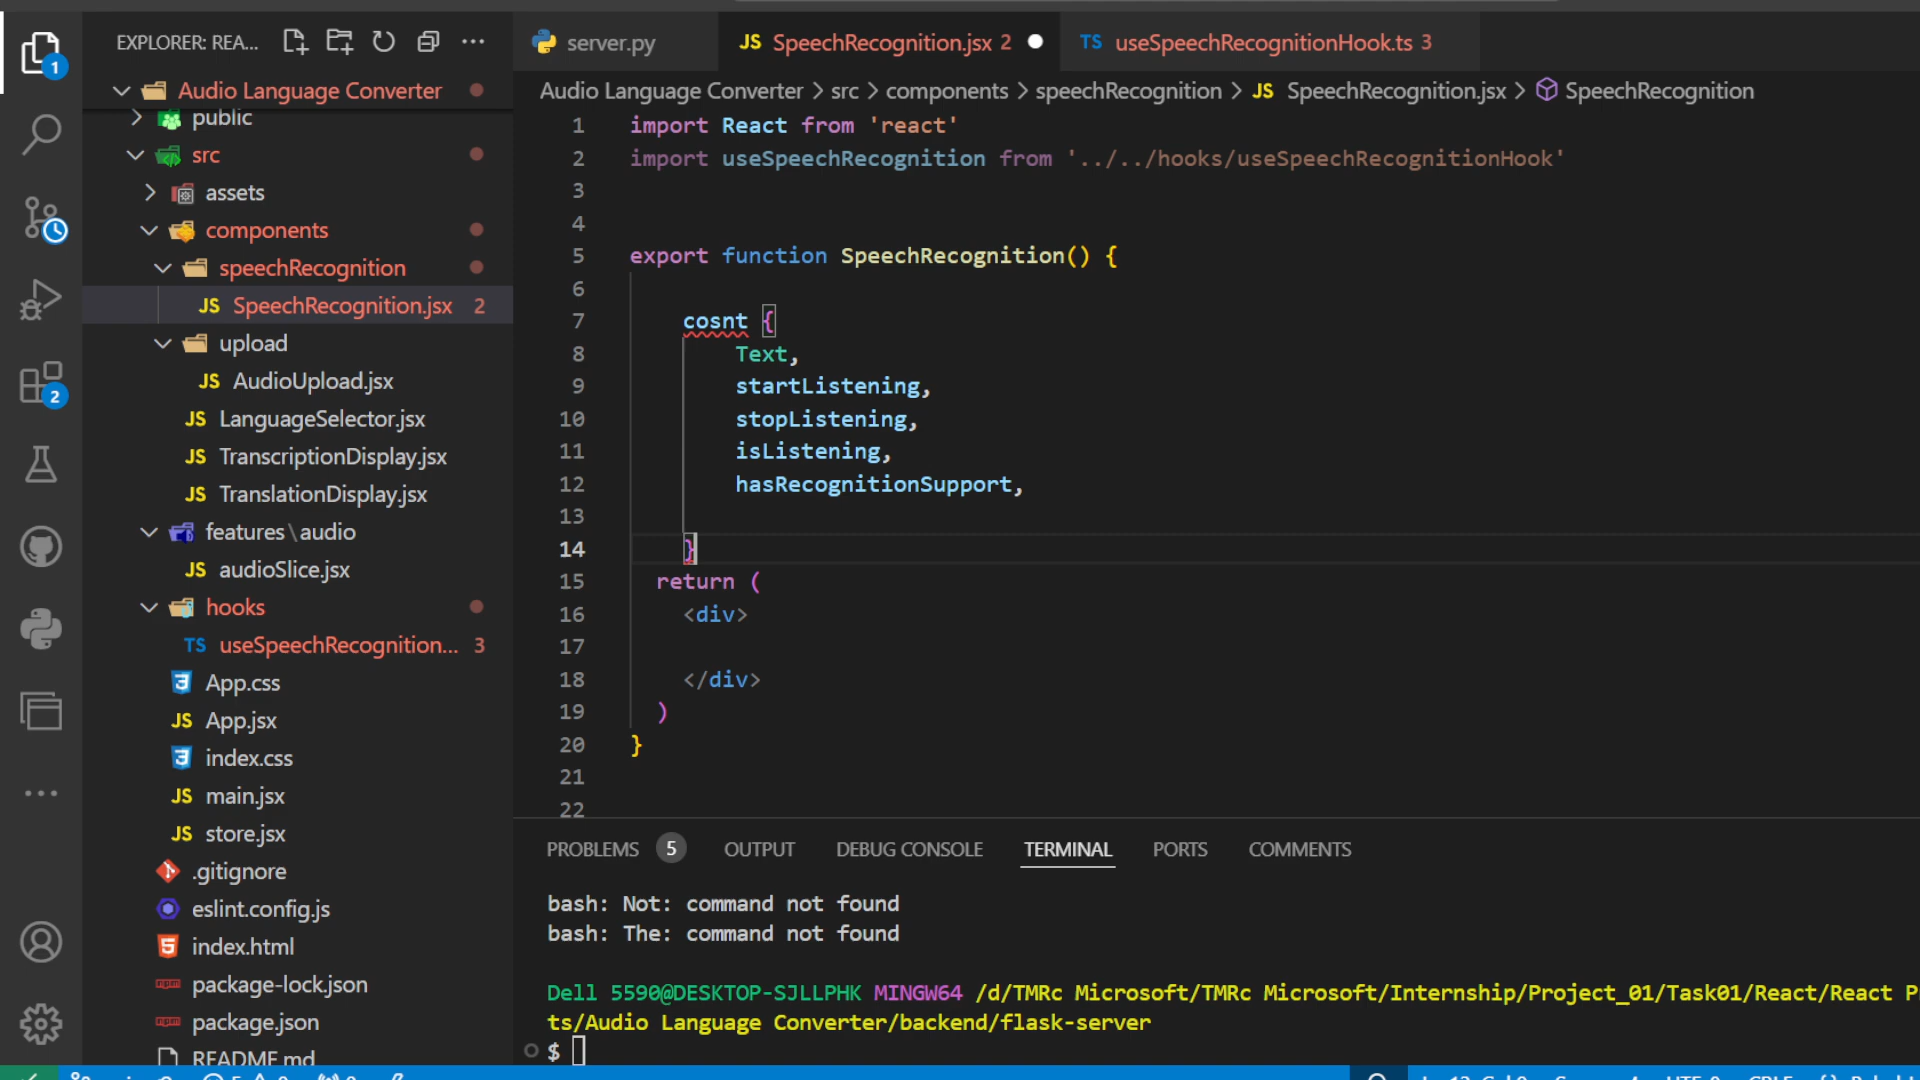 EXPLORER: REA...
server.py
JS SpeechRecognition.jsx 2
TS useSpeechRecognitionHook.ts 3
Audio Language Converter
public
src
assets
components
speechRecognition
JS SpeechRecognition.jsx 2
upload
JS AudioUpload.jsx
JS LanguageSelector.jsx
JS TranscriptionDisplay.jsx
JS TranslationDisplay.jsx
features\audio
JS audioSlice.jsx
hooks
TS useSpeechRecognition... 3
App.css
JS App.jsx
index.css
JS main.jsx
JS store.jsx
.gitignore
eslint.config.js
index.html
package-lock.json
package.json
README.md
1
2
Audio Language Converter > src > components > speechRecognition > JS SpeechRecognition.jsx > SpeechRecognition
1 import React from 'react'
2 import useSpeechRecognition from '../../hooks/useSpeechRecognitionHook'
3
4
5 export function SpeechRecognition() {
6
7 cosnt {
8 Text,
9 startListening,
10 stopListening,
11 isListening,
12 hasRecognitionSupport,
13
14 }
15 return (
16 <div>
17
18 </div>
19 )
20 }
21
22
PROBLEMS 5 OUTPUT DEBUG CONSOLE TERMINAL PORTS COMMENTS
bash: Not: command not found
bash: The: command not found
Dell 5590@DESKTOP-SJLLPHK MINGW64 /d/TMRc Microsoft/TMRc Microsoft/Internship/Project_01/Task01/React/React P
ts/Audio Language Converter/backend/flask-server
$